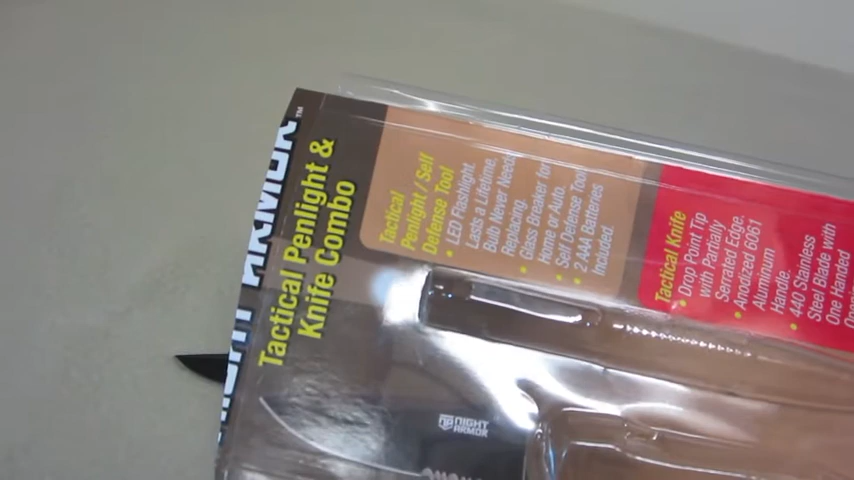 ™
Tactical Penlight &
Knife Combo
Tactical
Penlight / Self
Defense Tool
• LED Flashlight.
Lasts a Lifetime.
Bulb Never Needs
Replacing.
• Glass Breaker for
Home or Auto.
• Self Defense Tool
• 2 AAA Batteries
Included.
Tactical Knife
• Drop Point Tip
with Partially
Serrated Edge.
• Anodized 6061
Aluminum
Handle.
• 440 Stainless
Steel Blade with
One Handed
NIGHT
ARMOR